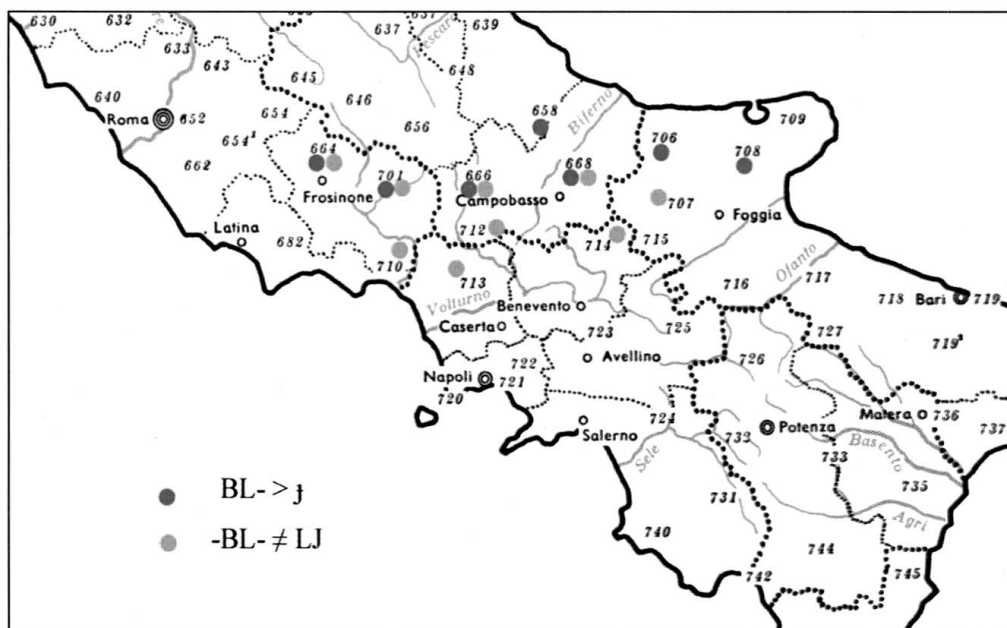 630 632 637 639
633 Pescara
643 645 648
640 646 658 Biferno 709
Roma 652 654 656
654¹ 664 668 706 708
662 701 666
Frosinone Campobasso 707
Latina 712 Foggia
682 714 715
710 713 Ofanto
Volturno 716 717
Benevento 718 Bari 719
Caserta 723 725 727
722 726 719²
Napoli 721 Avellino
720 Matera 736
724 732 Potenza 737
Salerno 733 Basento
Sele 735
731 Agri
740 744 745
742
BL- > ɟ
-BL- ≠ LJ